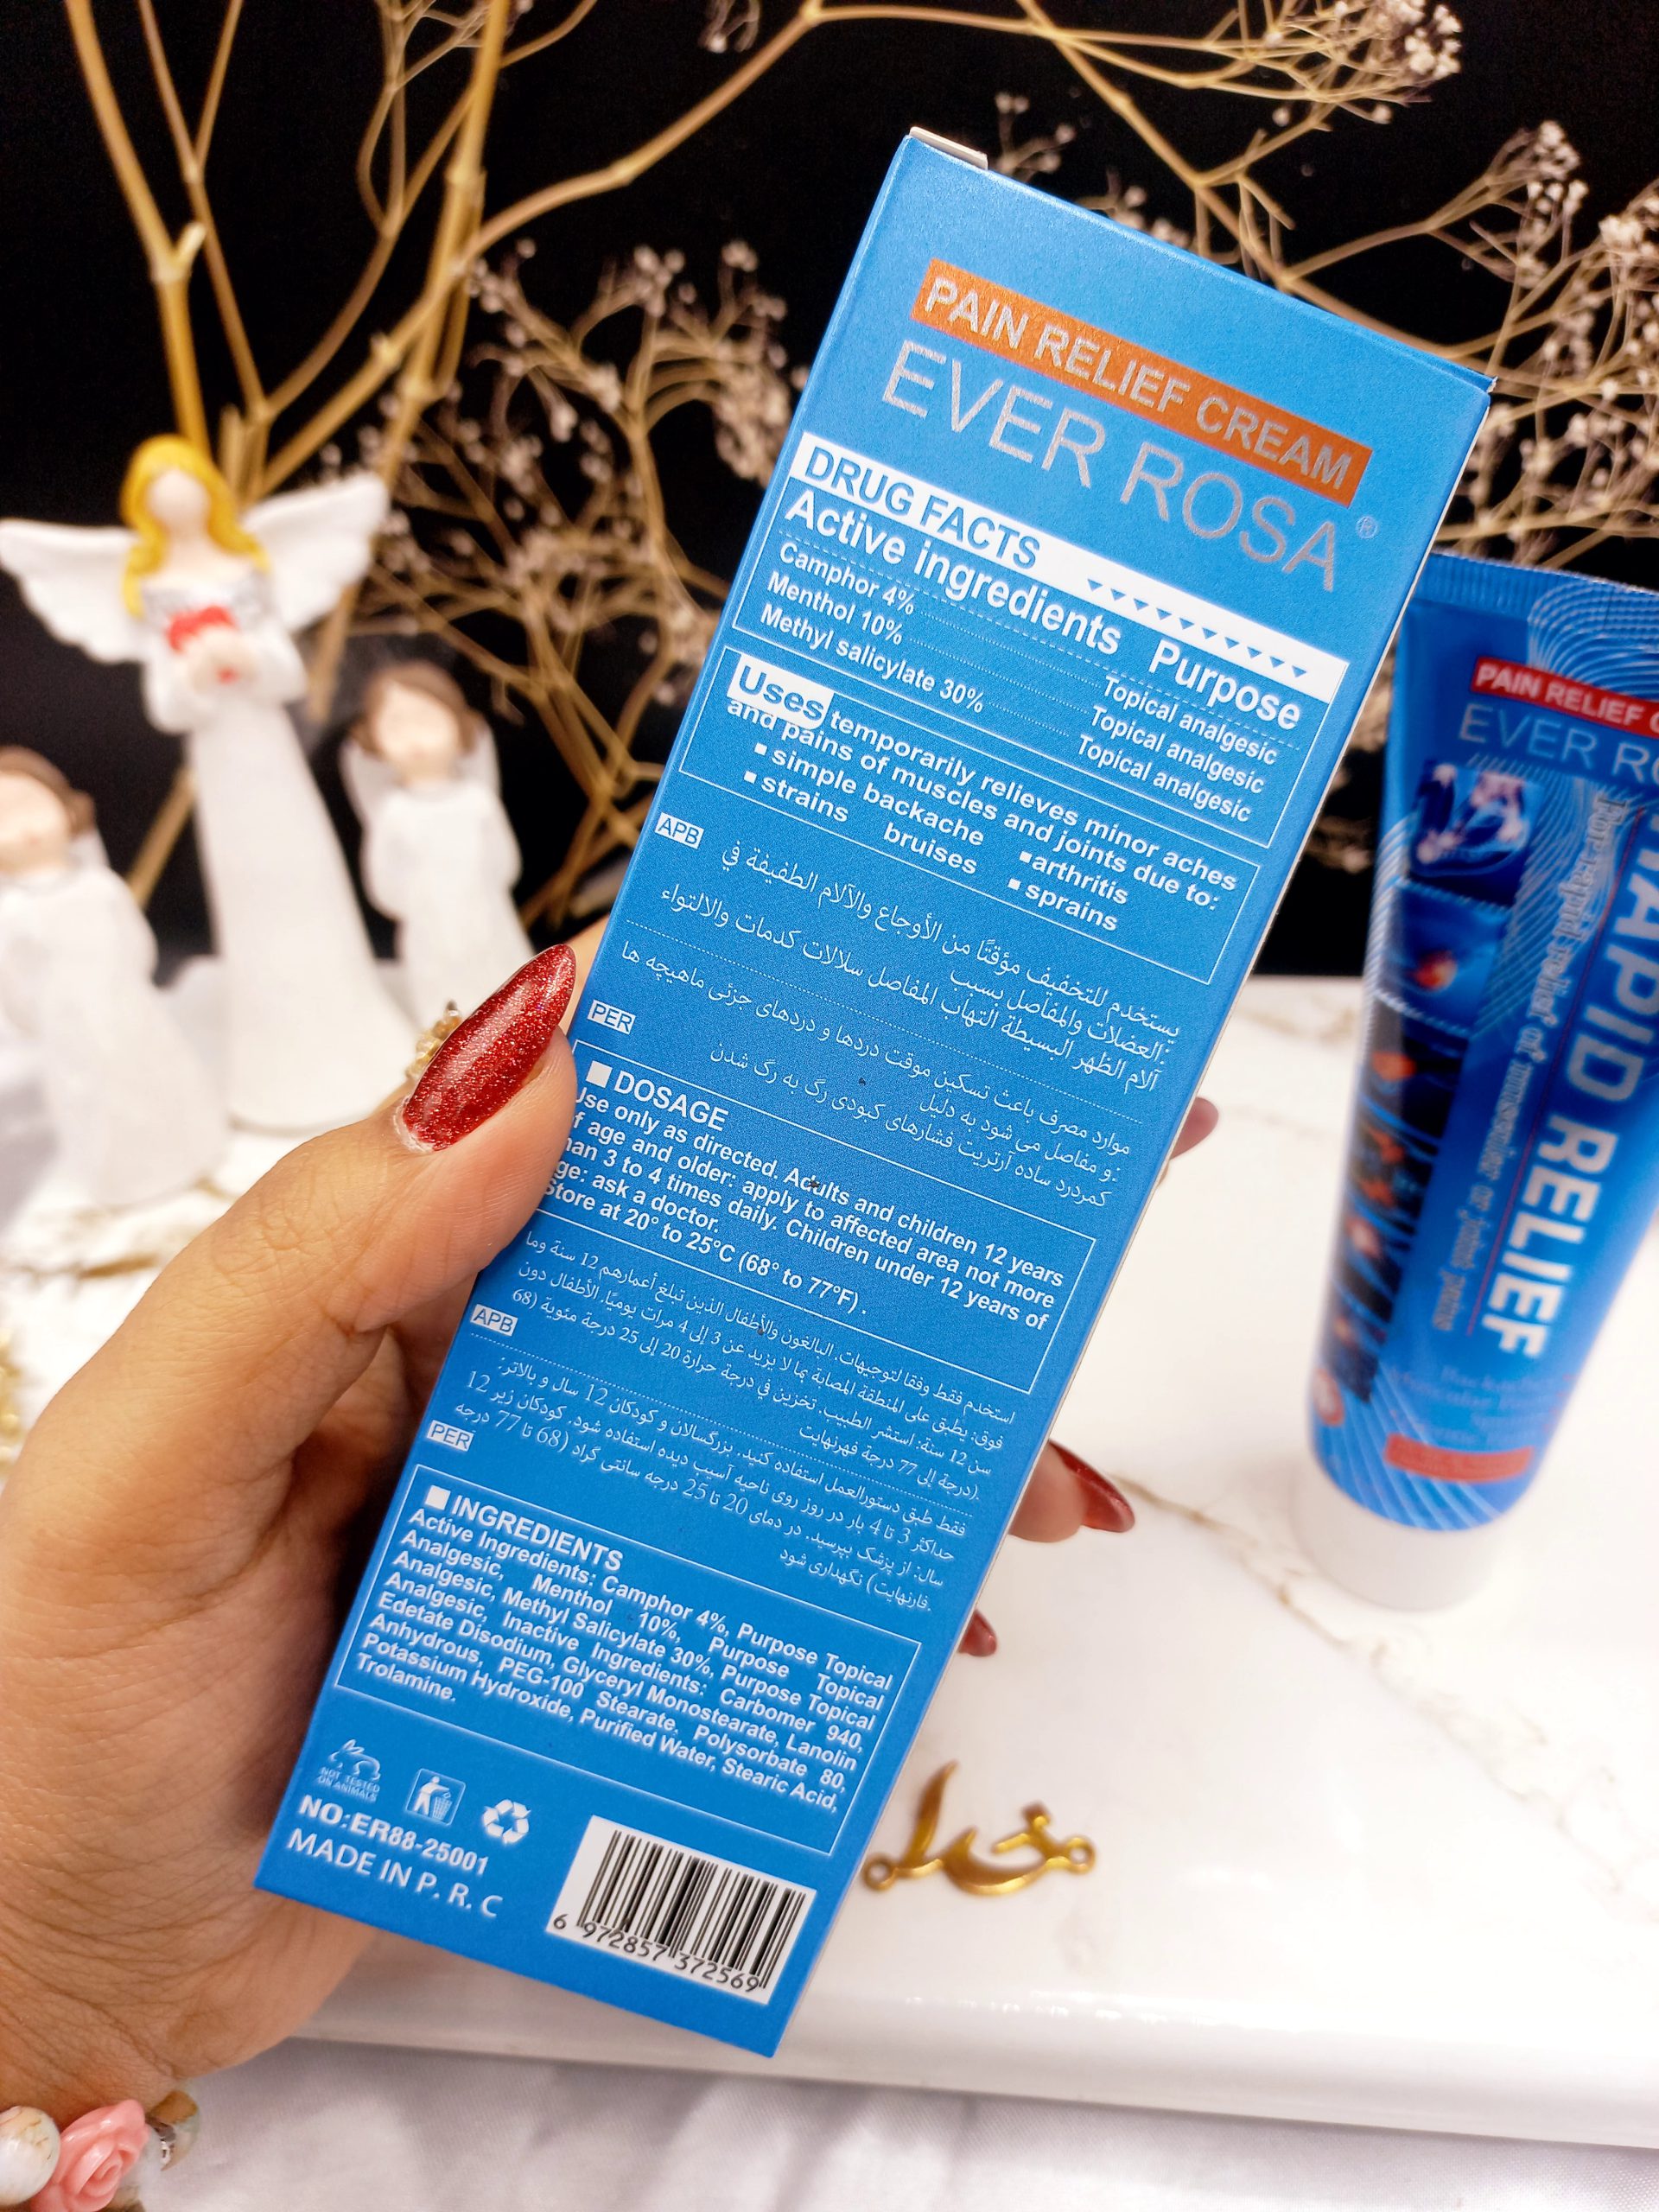 PAIN RELIEF CREAM
EVER ROSA®
DRUG FACTS
Active ingredients Purpose
Camphor 4% Topical analgesic
Menthol 10% Topical analgesic
Methyl salicylate 30% Topical analgesic
Uses temporarily relieves minor aches
and pains of muscles and joints due to:
▪simple backache ▪arthritis
▪strains bruises ▪sprains
APB
يستخدم للتخفيف مؤقتًا من الأوجاع والآلام الطفيفة في
:العضلات والمفاصل بسبب
آلام الظهر البسيطة التهاب المفاصل سلالات كدمات والالتواء
PER
موارد مصرف باعث تسکین موقت دردها و دردهای جزئی ماهیچه ها
:و مفاصل می شود به دلیل
کمردرد ساده آرتریت فشارهای کبودی رگ به رگ شدن
■ DOSAGE
Use only as directed. Adults and children 12 years
of age and older: apply to affected area not more
than 3 to 4 times daily. Children under 12 years of
age: ask a doctor.
Store at 20° to 25°C (68° to 77°F) .
APB
استخدم فقط وفقا لتوجيهات. البالغون والأطفال الذين تبلغ أعمارهم 12 سنة وما
فوق: يطبق على المنطقة المصابة بما لا يزيد عن 3 إلى 4 مرات يوميًا. الأطفال دون
سن 12 سنة: استشر الطبيب. تخزين في درجة حرارة 20 إلى 25 درجة مئوية (68
.(درجة إلى 77 درجة فهرنهايت
PER
فقط طبق دستورالعمل استفاده کنید. بزرگسالان و کودکان 12 سال و بالاتر:
حداکثر 3 تا 4 بار در روز روی ناحیه آسیب دیده استفاده شود. کودکان زیر 12
سال: از پزشک بپرسید. در دمای 20 تا 25 درجه سانتی گراد (68 تا 77 درجه
.فارنهایت) نگهداری شود
■ INGREDIENTS
Active Ingredients: Camphor 4%, Purpose Topical
Analgesic, Menthol 10%, Purpose Topical
Analgesic, Methyl Salicylate 30%, Purpose Topical
Analgesic, Inactive Ingredients: Carbomer 940,
Edetate Disodium, Glyceryl Monostearate, Lanolin
Anhydrous, PEG-100 Stearate, Polysorbate 80,
Potassium Hydroxide, Purified Water, Stearic Acid,
Trolamine.
NOT TESTED
ON ANIMALS
NO:ER88-25001
MADE IN P. R. C
6 972857 372569
PAIN RELIEF
EVER
RAPID RELIEF
For rapid relief of muscular or joint pains
خدا